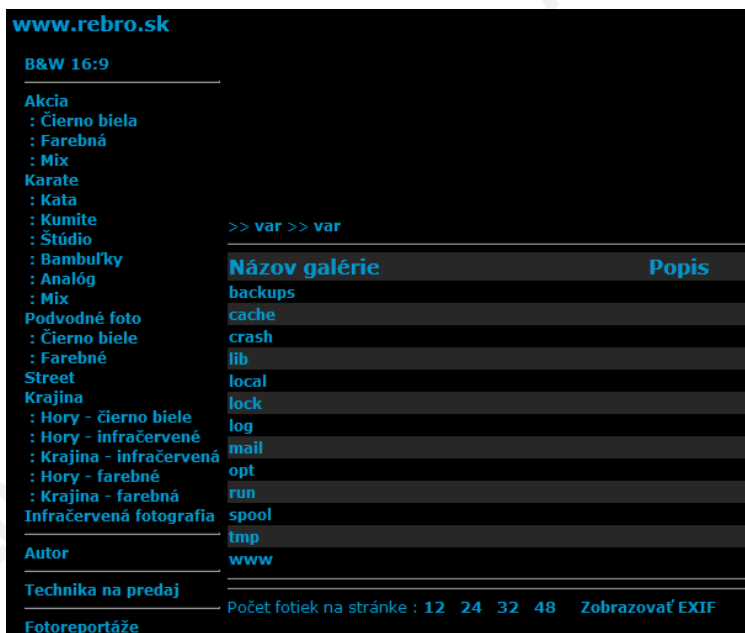 www.rebro.sk
B&W 16:9
Akcia
: Čierno biela
: Farebná
: Mix
Karate
: Kata
: Kumite
: Štúdio
: Bambuľky
: Analóg
: Mix
Podvodné foto
: Čierno biele
: Farebné
Street
Krajina
: Hory - čierno biele
: Hory - infračervené
: Krajina - infračervená
: Hory - farebné
: Krajina - farebná
Infračervená fotografia
Autor
Technika na predaj
Fotoreportáže
>> var >> var
Názov galérie Popis
backups
cache
crash
lib
local
lock
log
mail
opt
run
spool
tmp
www
Počet fotiek na stránke : 12 24 32 48 Zobrazovať EXIF